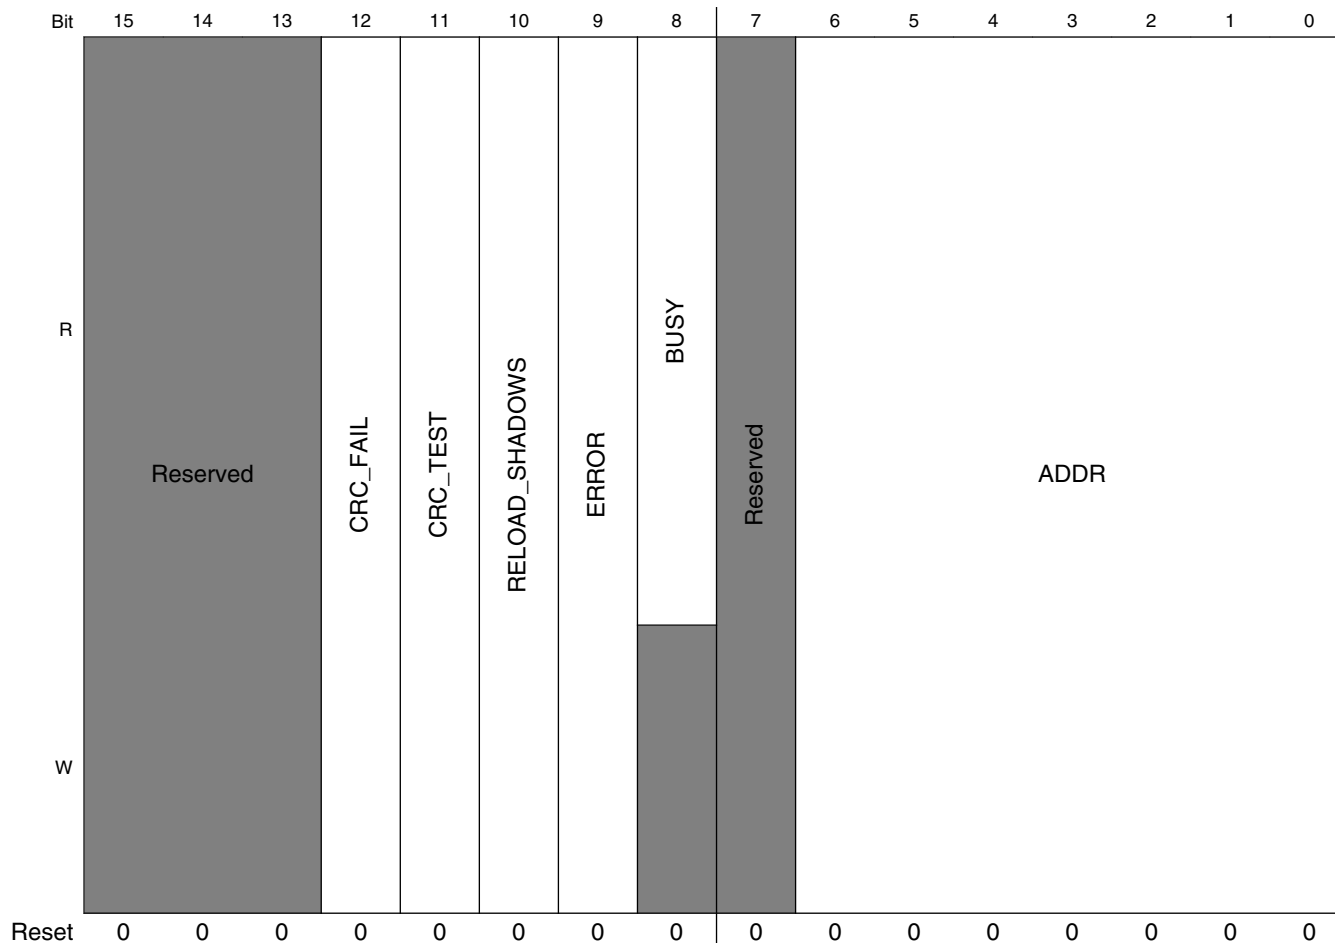 Bit 15 14 13 12 11 10 9 8 7 6 5 4 3 2 1 0
R
W
Reserved
CRC_FAIL
CRC_TEST
RELOAD_SHADOWS
ERROR
BUSY
Reserved
ADDR
Reset 0 0 0 0 0 0 0 0 0 0 0 0 0 0 0 0